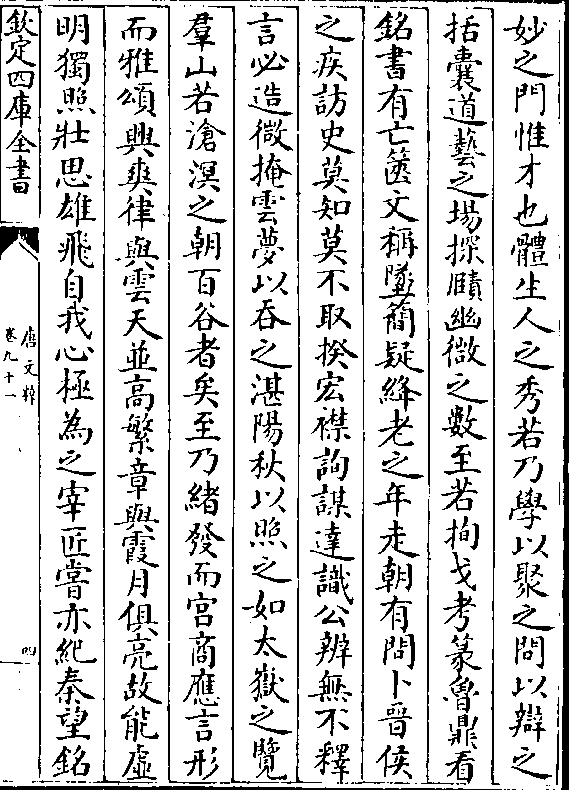 妙之門惟才也體生人之秀若乃學以聚之問以辯之
括囊道藝之場探賾幽微之數至若拘戈考篆魯鼎看
銘書有亡篋文稱墜簡疑絳老之年走朝有問卜晉侯
之疾訪史莫知莫不取揆宏襟詢謀達識公辨無不釋
言必造微掩雲夢以吞之湛陽秋以照之如太嶽之覽
羣山若滄溟之朝百谷者矣至乃緒發而宮商應言形
而雅頌興爽律與雲天並高繁章與霞月俱亮故能虛
明獨照壯思雄飛自我心極為之宰匠嘗亦紀秦望銘
欽定四庫全書
唐文粹
卷九十一
四